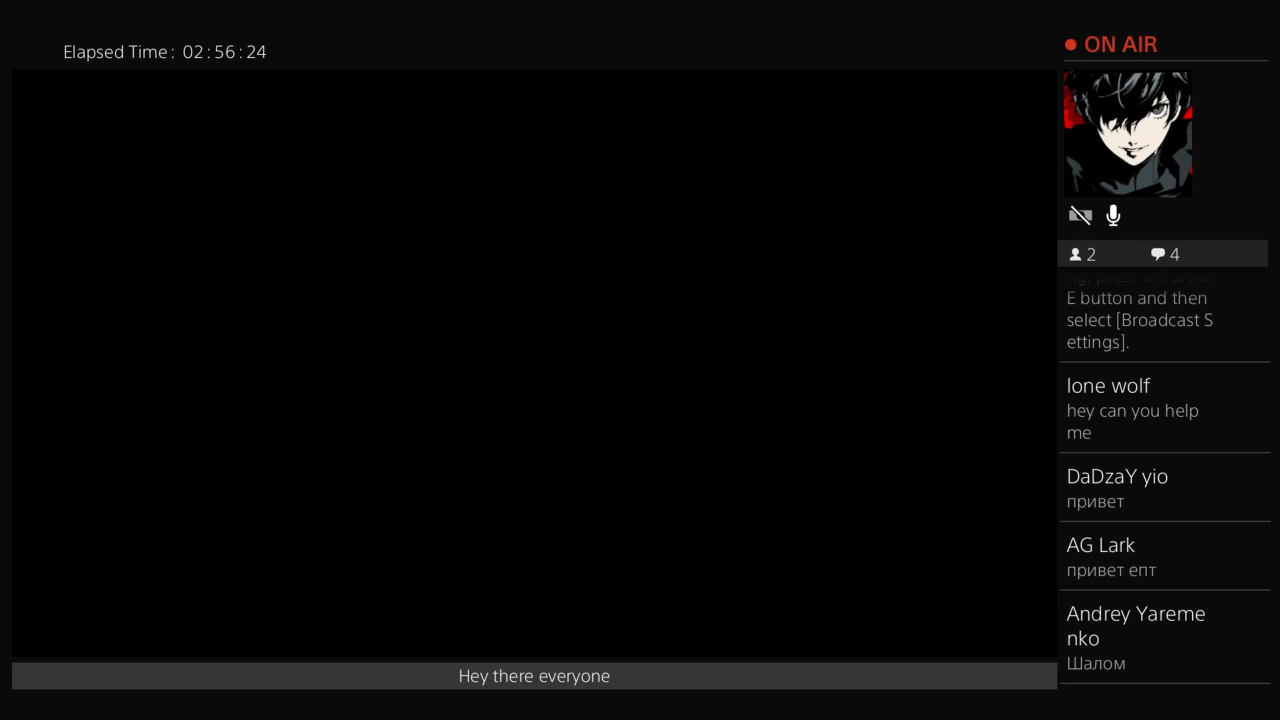 Elapsed Time: 02:56:24
ON AIR
2
4
E button and then
select [Broadcast S
ettings].
lone wolf
hey can you help
me
DaDzaY yio
привет
AG Lark
привет епт
Andrey Yareme
nko
Шалом
Hey there everyone